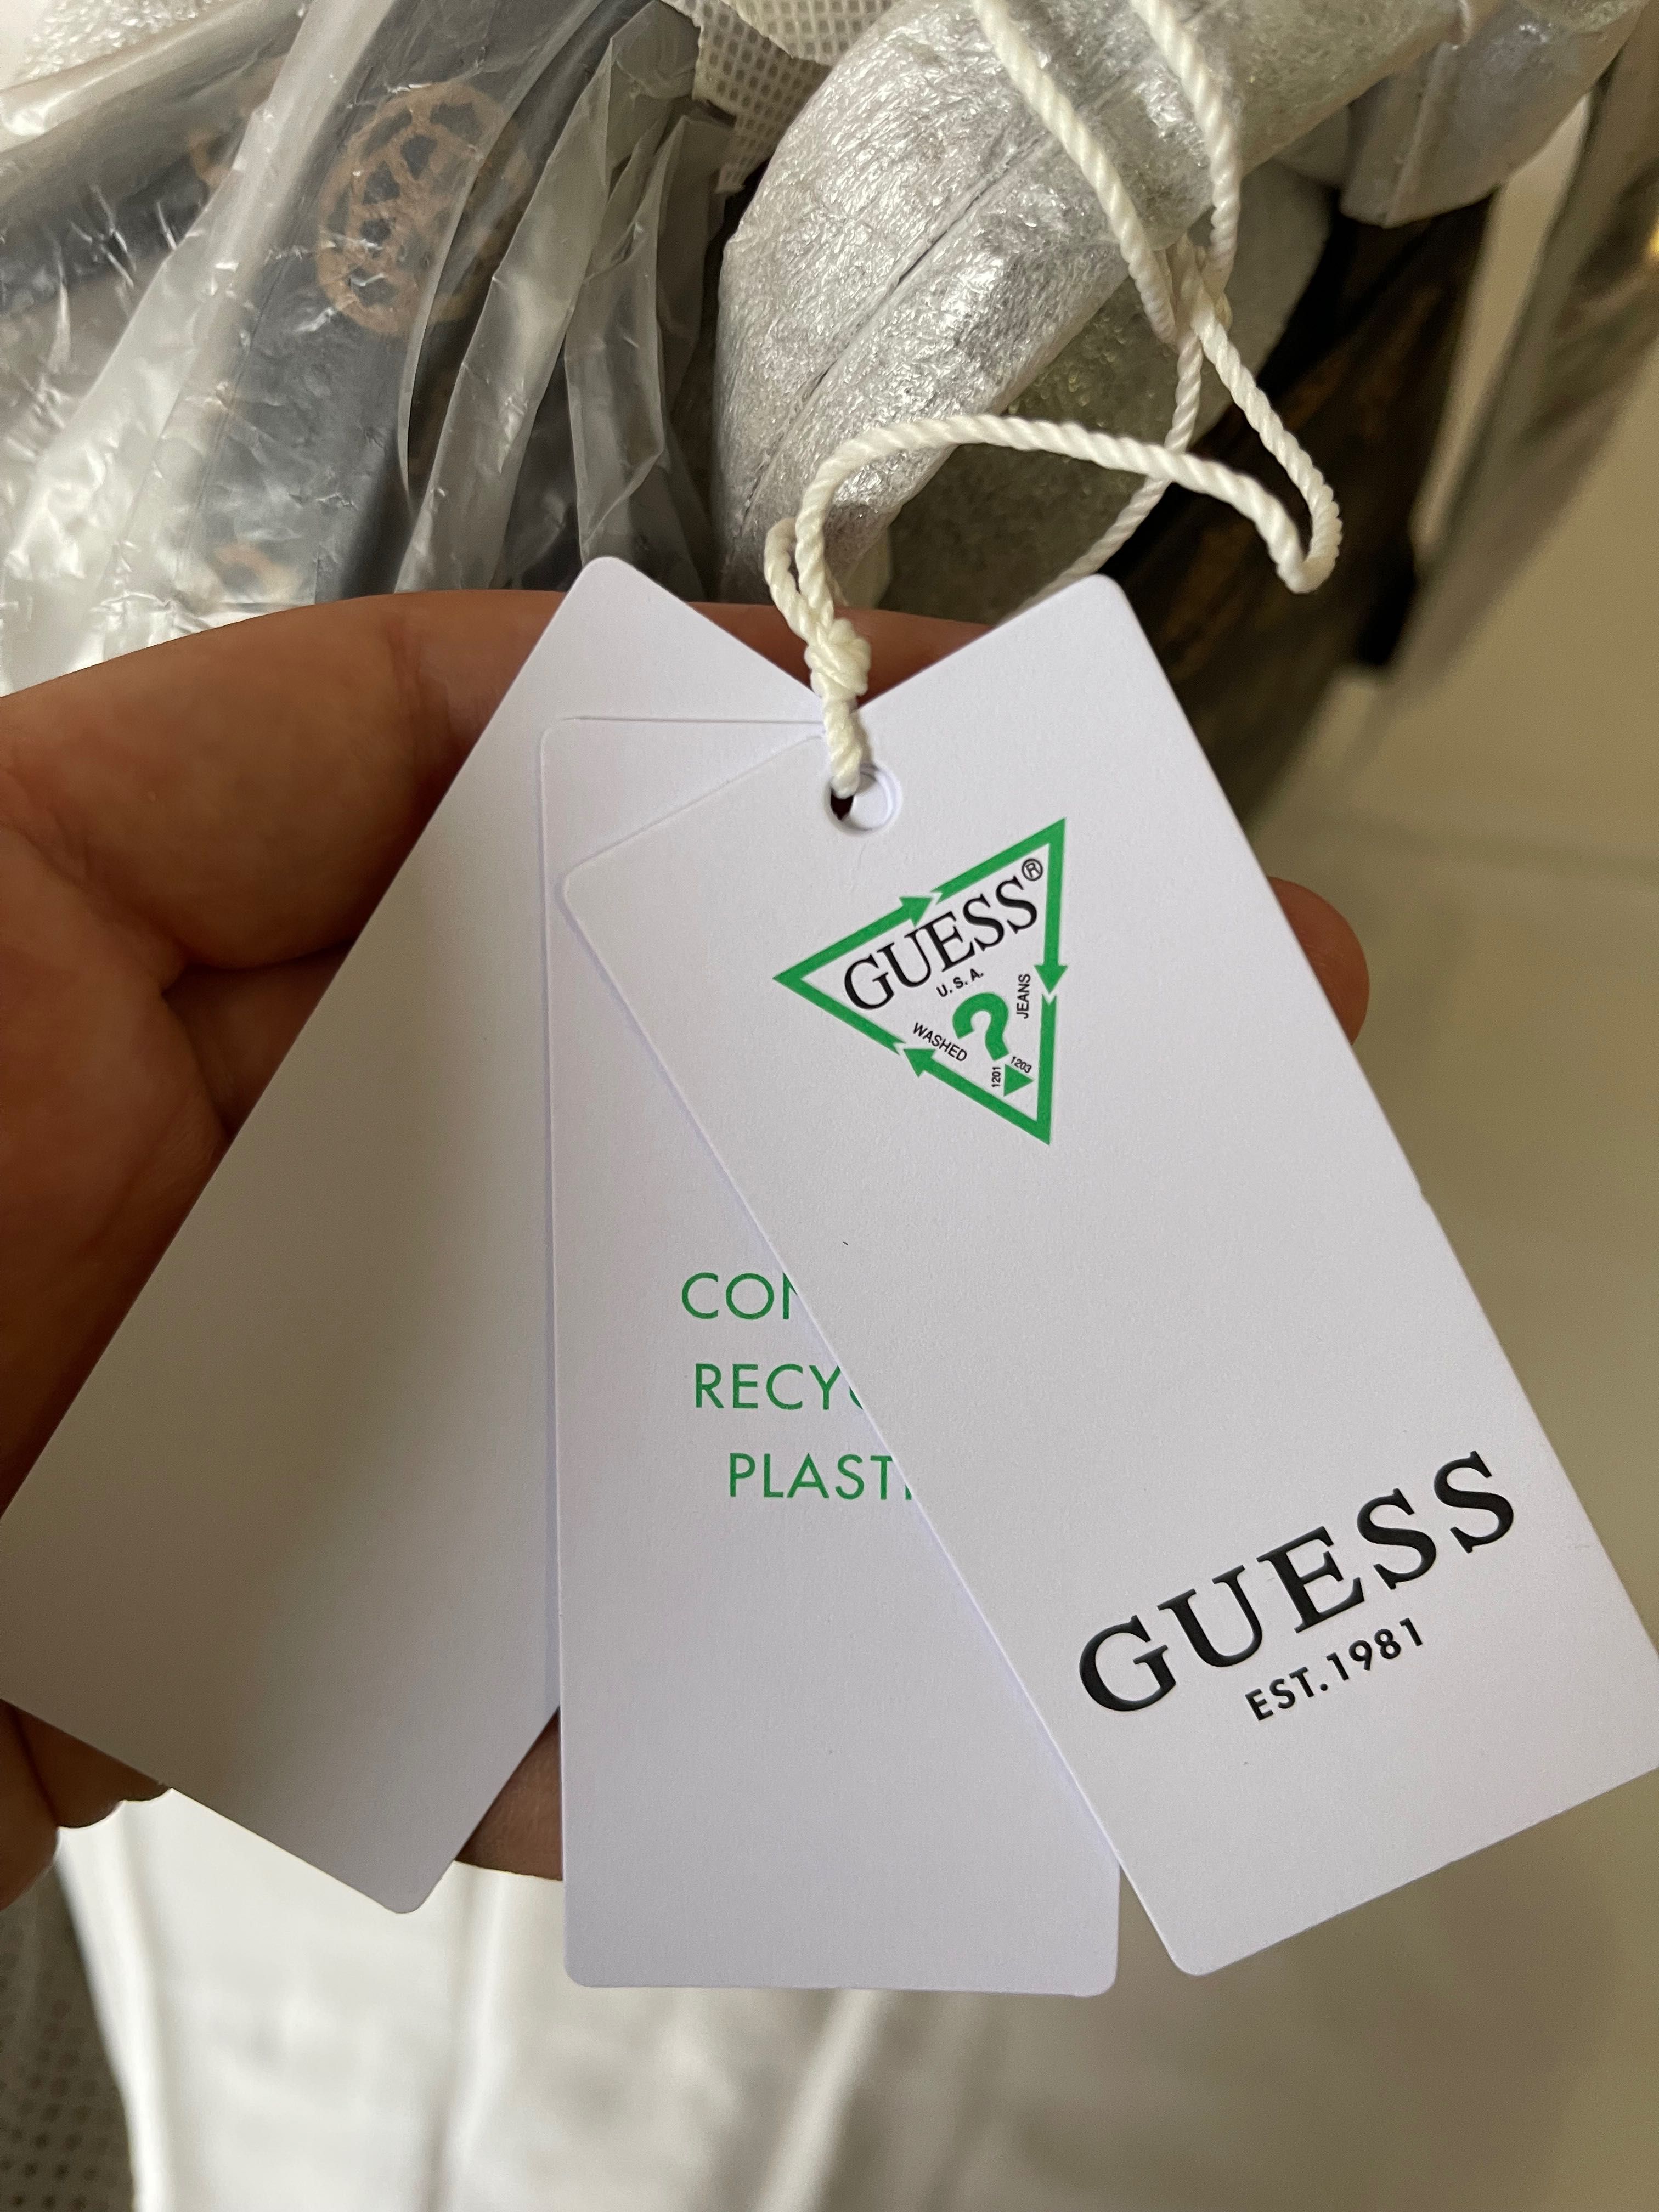 GUESS®
U.S.A.
?
WASHED
JEANS
1201
1203
CON
RECYC
PLASTI
GUESS
EST.1981